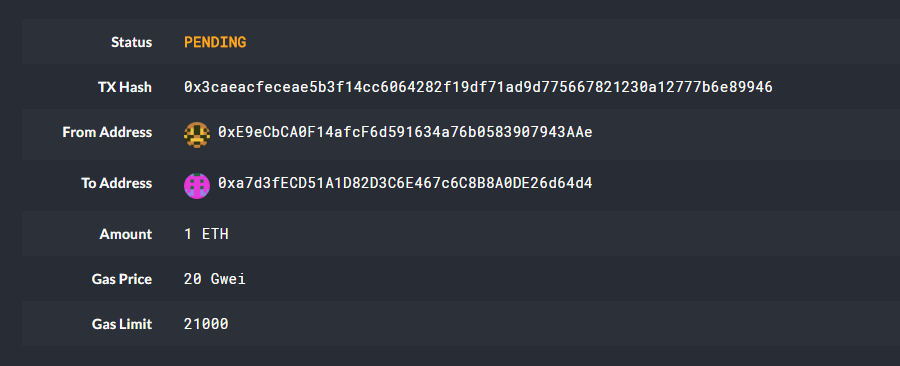 Status PENDING
TX Hash 0x3caeacfeceae5b3f14cc6064282f19df71ad9d775667821230a12777b6e89946
From Address 0xE9eCbCA0F14afcF6d591634a76b0583907943AAe
To Address 0xa7d3fECD51A1D82D3C6E467c6C8B8A0DE26d64d4
Amount 1 ETH
Gas Price 20 Gwei
Gas Limit 21000